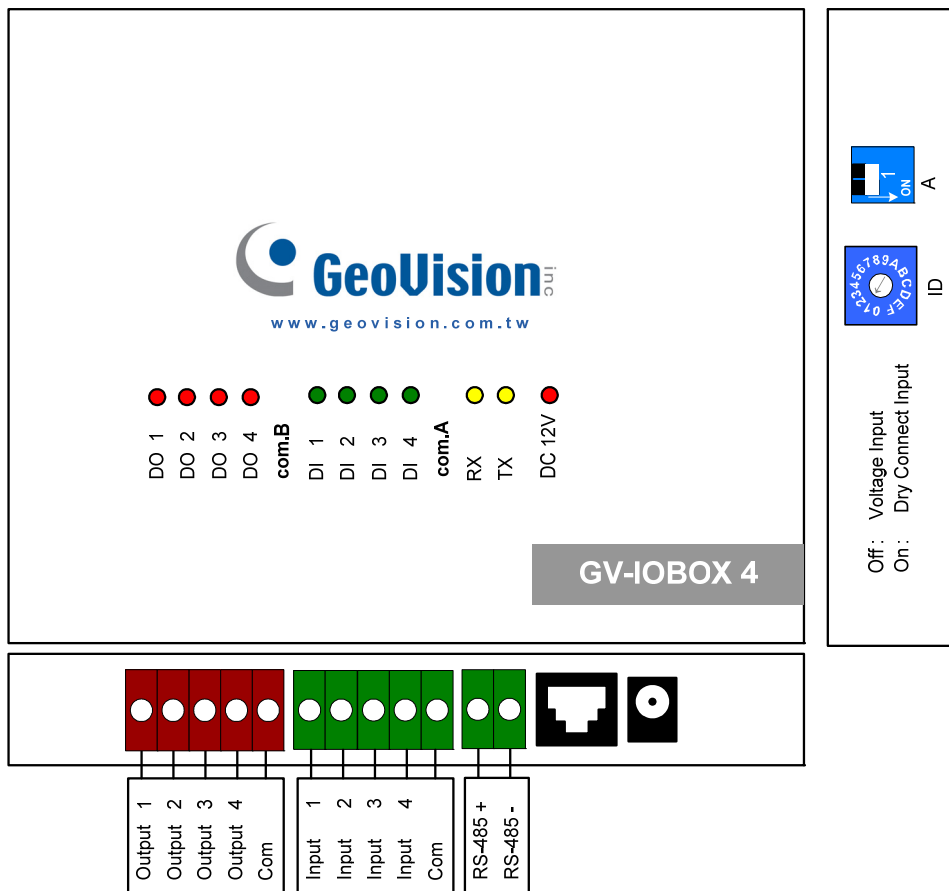 GeoVision inc
www.geovision.com.tw
DO 1
DO 2
DO 3
DO 4
com.B
DI 1
DI 2
DI 3
DI 4
com.A
RX
TX
DC 12V
GV-IOBOX 4
1
ON
A
0123456789ABCDEF
ID
Off : Voltage Input
On : Dry Connect Input
Output 1
Output 2
Output 3
Output 4
Com
Input 1
Input 2
Input 3
Input 4
Com
RS-485 +
RS-485 -